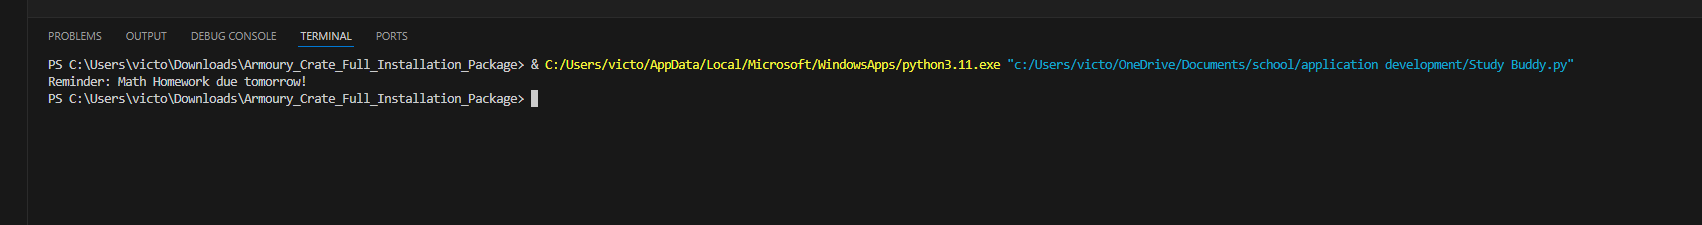 PROBLEMS OUTPUT DEBUG CONSOLE TERMINAL PORTS
PS C:\Users\victo\Downloads\Armoury_Crate_Full_Installation_Package> & C:/Users/victo/AppData/Local/Microsoft/WindowsApps/python3.11.exe "c:/Users/victo/OneDrive/Documents/school/application development/Study Buddy.py"
Reminder: Math Homework due tomorrow!
PS C:\Users\victo\Downloads\Armoury_Crate_Full_Installation_Package>